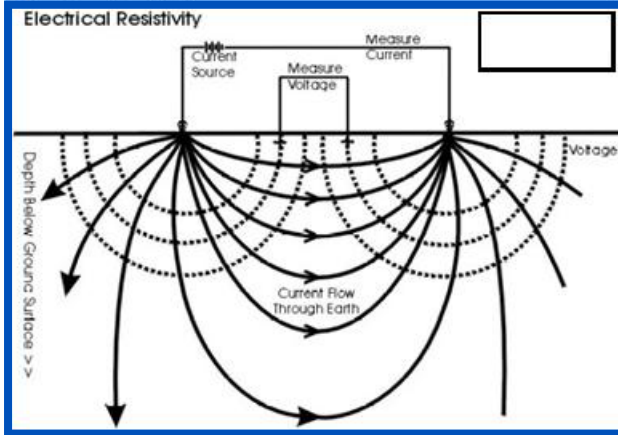 Electrical Resistivity
Current
Source
Measure
Current
Measure
Voltage
Voltage
Depth Below Ground Surface >>
Current Flow
Through Earth